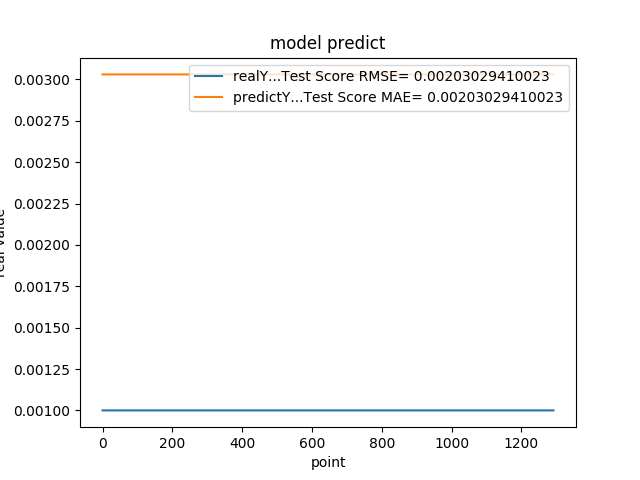 model predict
realY...Test Score RMSE= 0.00203029410023
predictY...Test Score MAE= 0.00203029410023
0.00300
0.00275
0.00250
0.00225
0.00200
0.00175
0.00150
0.00125
0.00100
real value
0 200 400 600 800 1000 1200
point